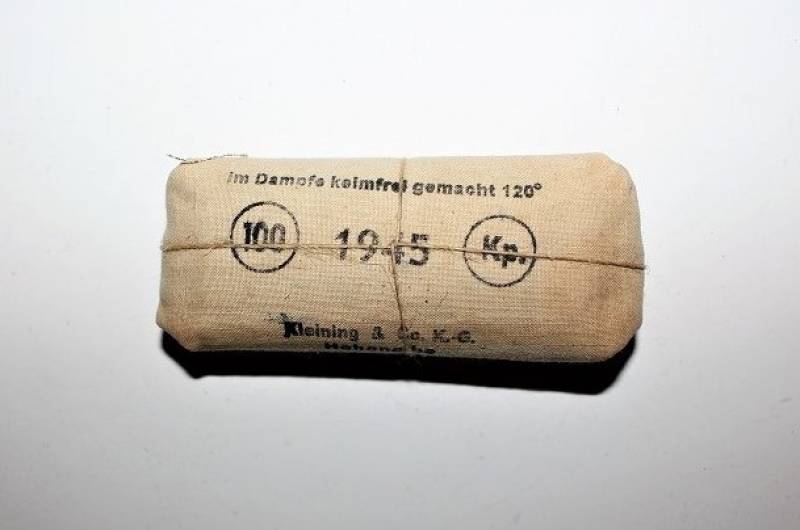 im Dampfe keimfrei gemacht 120°
100 1945 Kp.
Kleining & Co. K.-G.